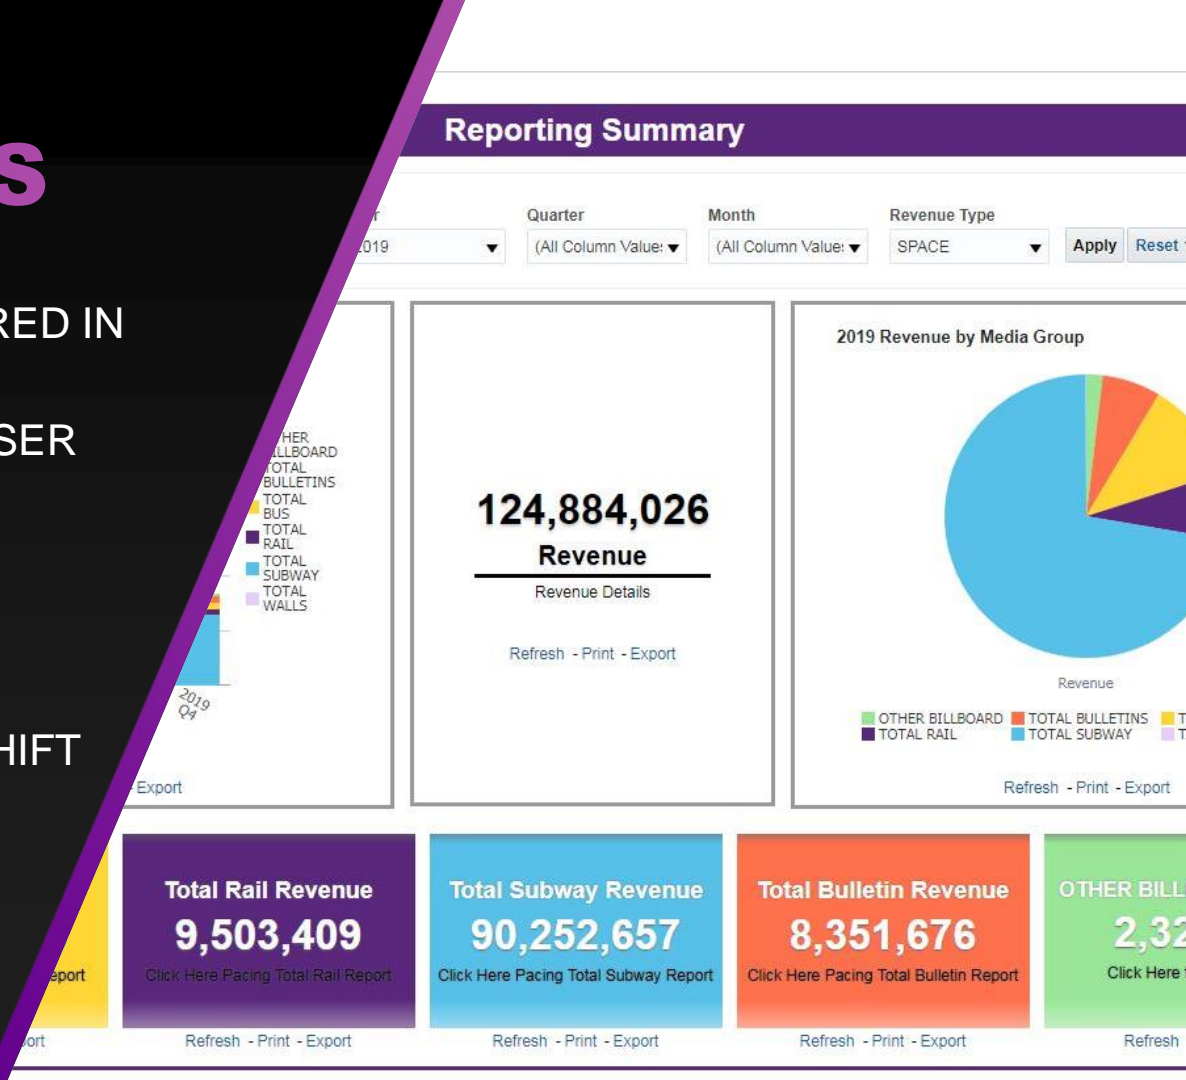 s
RED IN
SER
HIFT
Reporting Summary
r
2019
Quarter
(All Column Value:
Month
(All Column Value:
Revenue Type
SPACE
Apply
Reset
HER
ILLBOARD
TOTAL
BULLETINS
TOTAL
BUS
TOTAL
RAIL
TOTAL
SUBWAY
TOTAL
WALLS
2019
Q4
- Export
124,884,026
Revenue
Revenue Details
Refresh - Print - Export
2019 Revenue by Media Group
Revenue
OTHER BILLBOARD TOTAL BULLETINS T
TOTAL RAIL TOTAL SUBWAY T
Refresh - Print - Export
eport
ort
Total Rail Revenue
9,503,409
Click Here Pacing Total Rail Report
Refresh - Print - Export
Total Subway Revenue
90,252,657
Click Here Pacing Total Subway Report
Refresh - Print - Export
Total Bulletin Revenue
8,351,676
Click Here Pacing Total Bulletin Report
Refresh - Print - Export
OTHER BILL
2,32
Click Here
Refresh